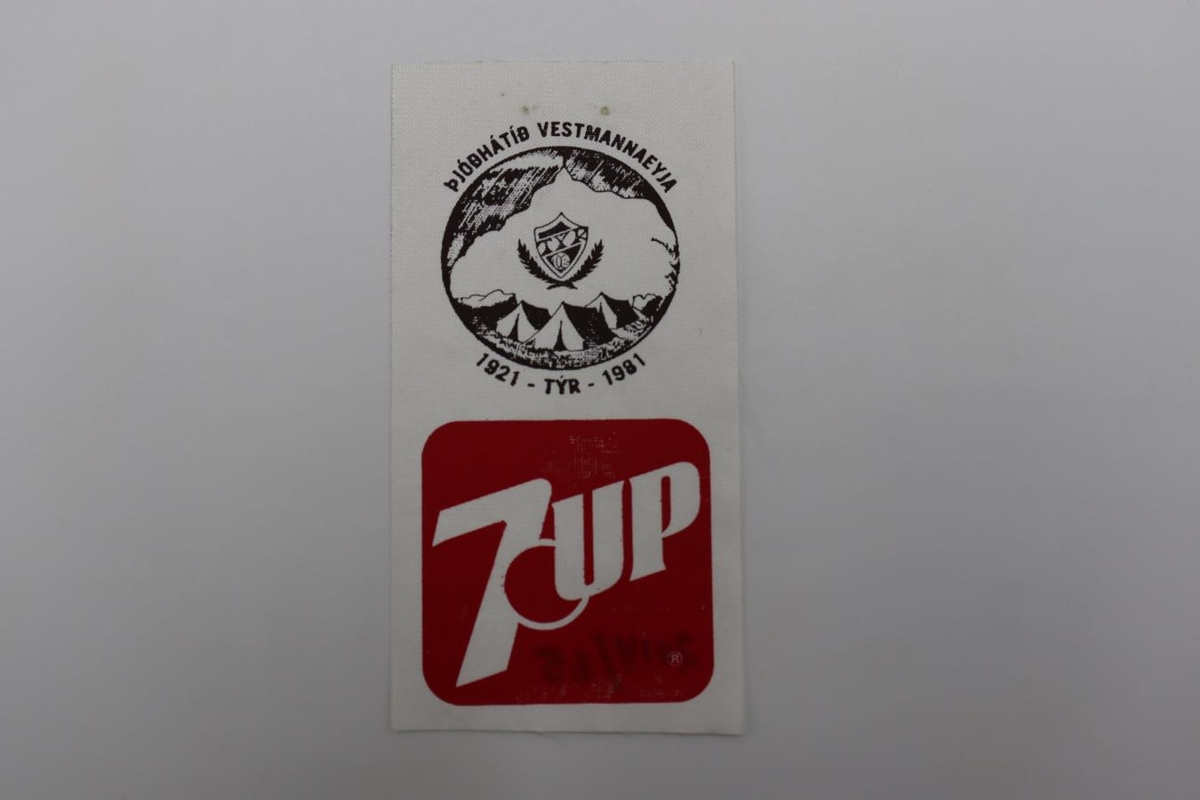 ÞJÓÐHÁTÍÐ VESTMANNAEYJA
TÝR
1921 - TÝR - 1981
7UP
®